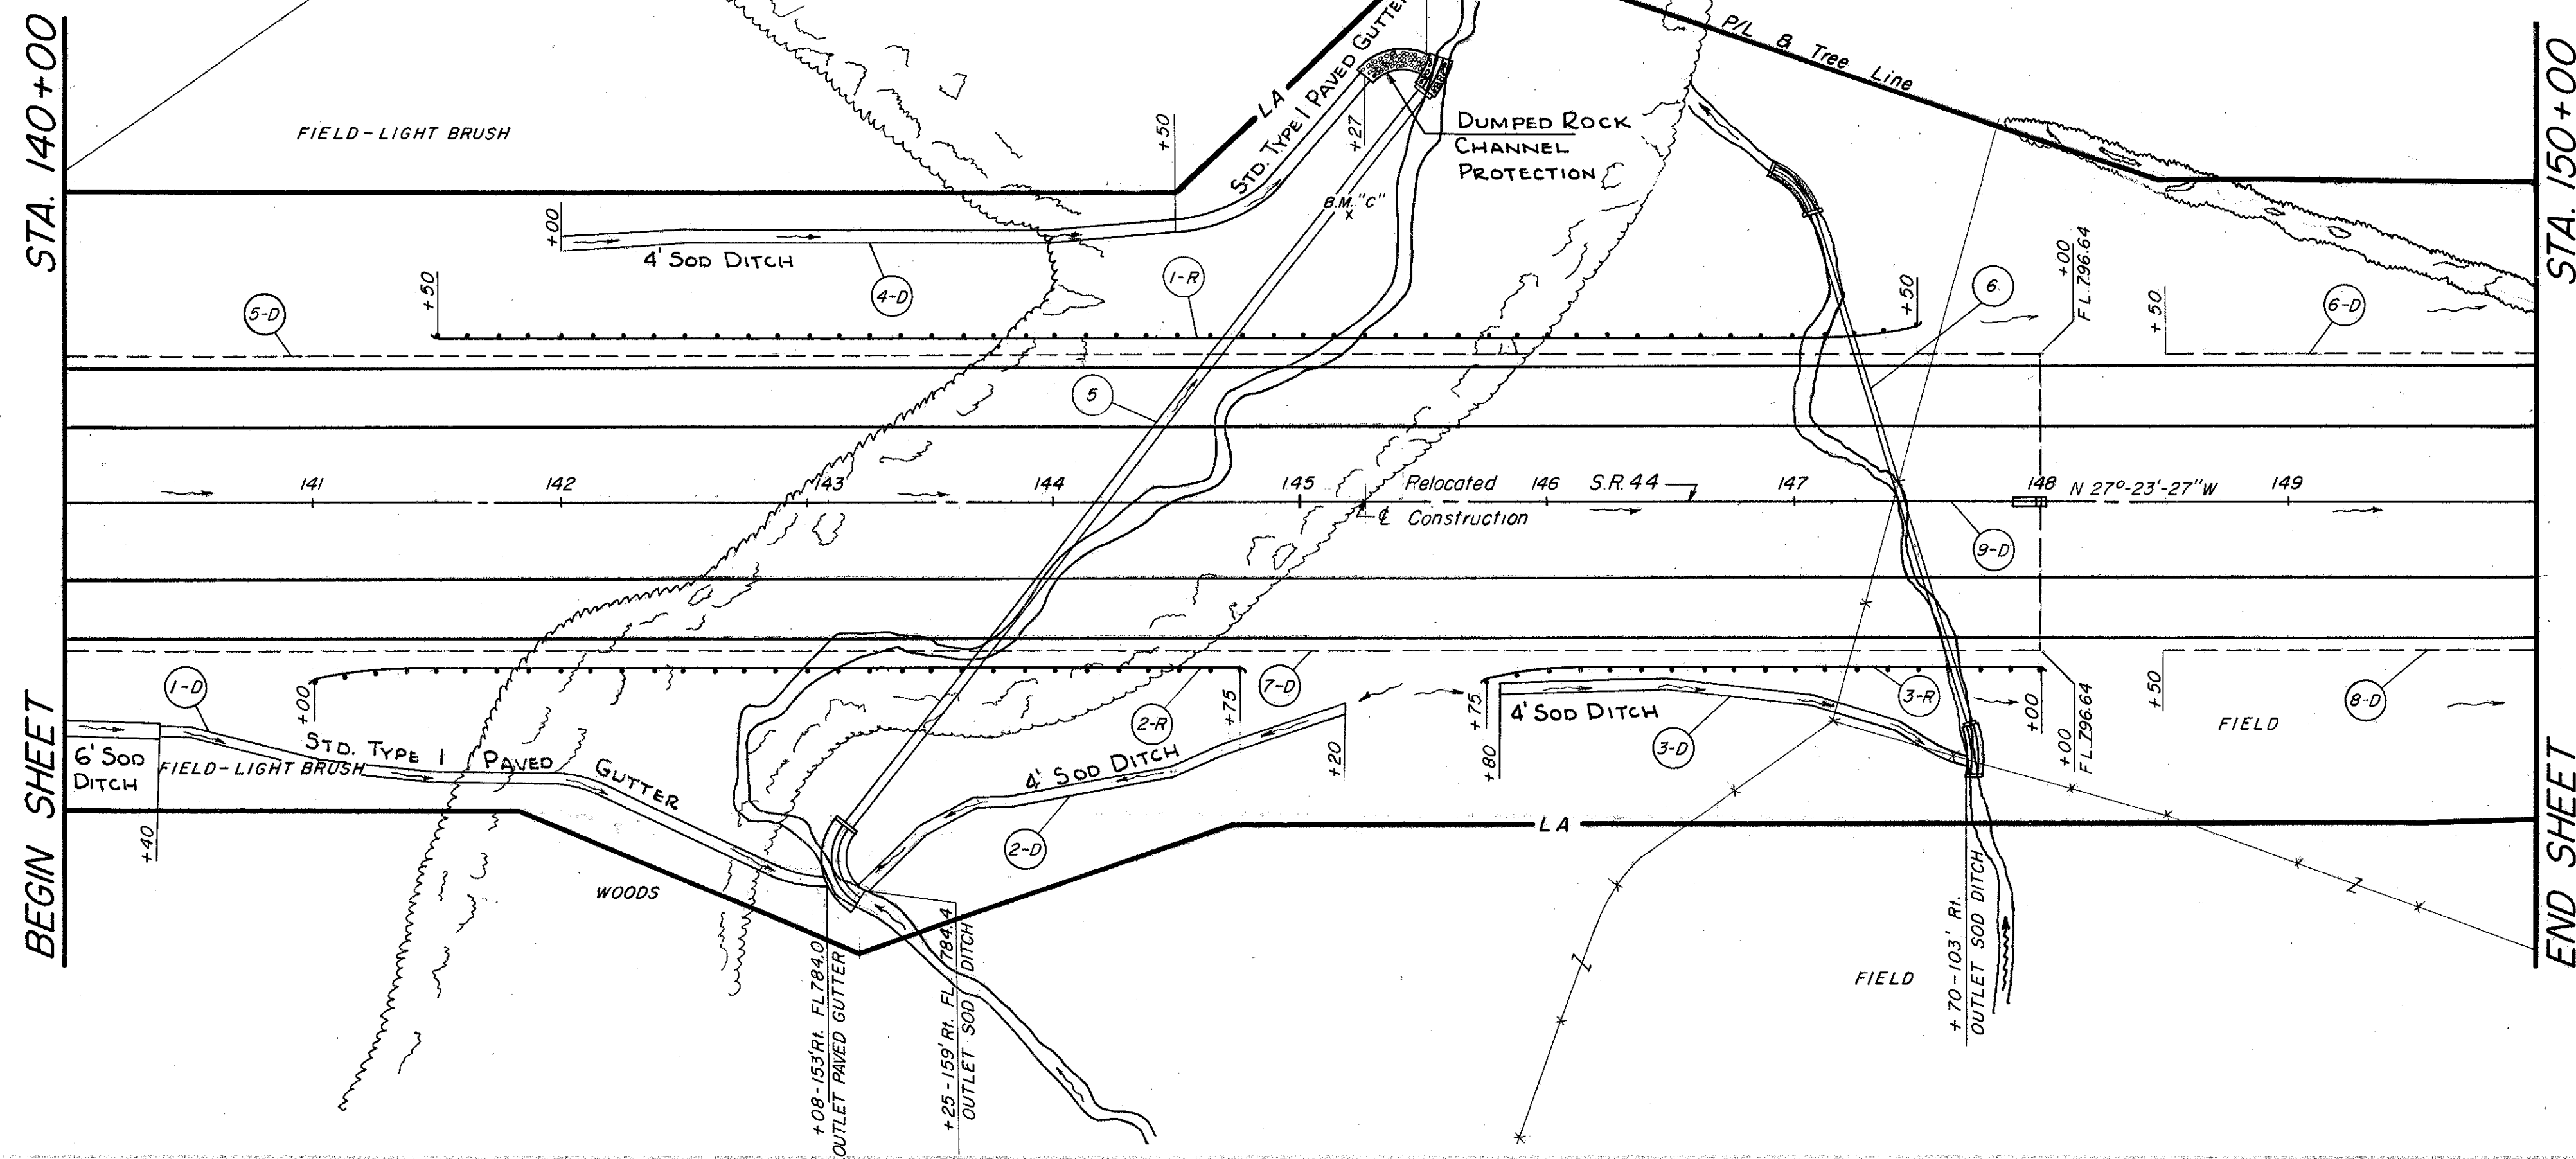 STA. 140+00
BEGIN SHEET
STA. 150+00
END SHEET
FIELD-LIGHT BRUSH
LA
STD. TYPE I PAVED GUTTER
+50
+27
DUMPED ROCK
CHANNEL
PROTECTION
P/L & Tree Line
B.M. "C"
x
+00
4' SOD DITCH
4-D
1-R
+50
5-D
+50
6
+00
FL.796.64
+50
6-D
5
141
142
143
144
145
Relocated
146
S.R.44
147
148
N 27°-23'-27"W
149
℄ Construction
9-D
1-D
+00
6' SOD
DITCH
+40
STD. TYPE I PAVED GUTTER
FIELD-LIGHT BRUSH
2-R
+75
7-D
+20
4' SOD DITCH
2-D
+75
+80
4' SOD DITCH
3-D
3-R
+00
+00
FL.796.64
+50
8-D
FIELD
LA
WOODS
+08-153'Rt. FL784.0
OUTLET PAVED GUTTER
+25-159'Rt. FL 784.4
OUTLET SOD DITCH
+70-103' Rt.
OUTLET SOD DITCH
FIELD